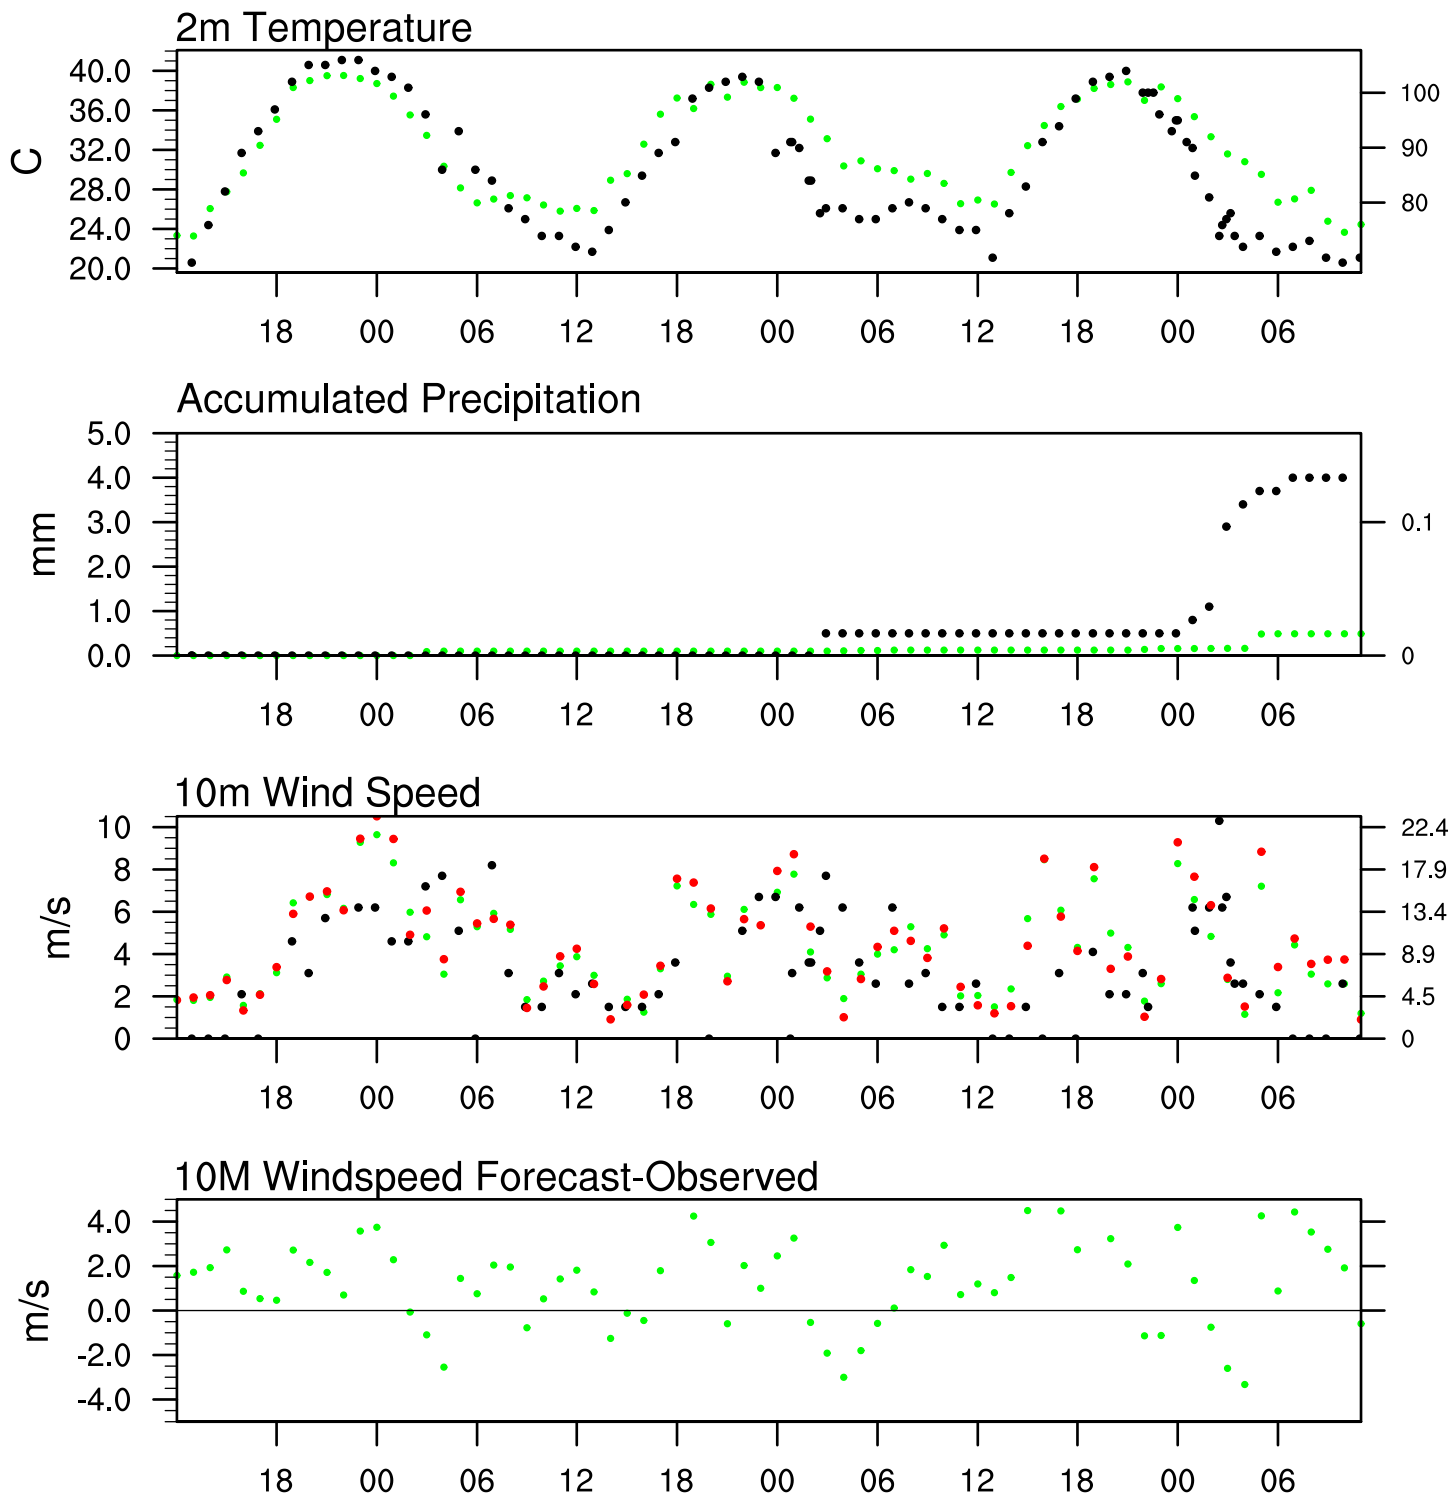 2m Temperature
40.0
36.0
32.0
28.0
24.0
20.0
C
100
90
80
18 00 06 12 18 00 06 12 18 00 06
Accumulated Precipitation
5.0
4.0
3.0
2.0
1.0
0.0
mm
0.1
0
18 00 06 12 18 00 06 12 18 00 06
10m Wind Speed
10
8
6
4
2
0
m/s
22.4
17.9
13.4
8.9
4.5
0
18 00 06 12 18 00 06 12 18 00 06
10M Windspeed Forecast-Observed
4.0
2.0
0.0
-2.0
-4.0
m/s
18 00 06 12 18 00 06 12 18 00 06